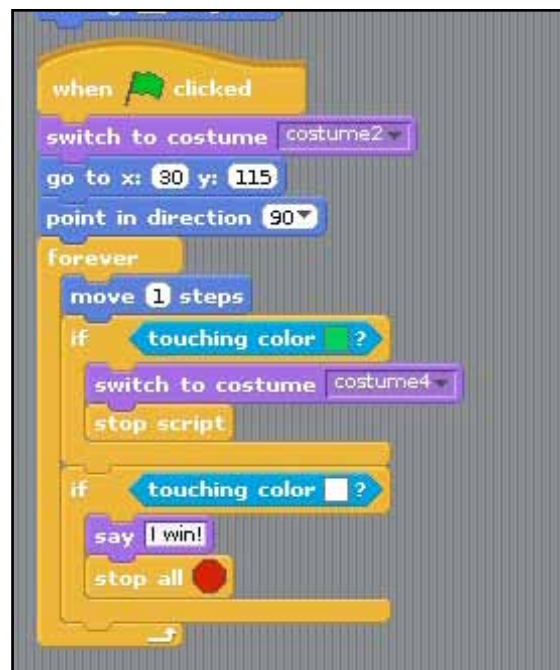 when clicked
switch to costume costume2
go to x: 30 y: 115
point in direction 90
forever
move 1 steps
if touching color ?
switch to costume costume4
stop script
if touching color ?
say I win!
stop all